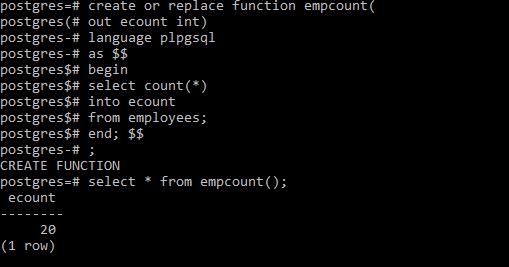 postgres=# create or replace function empcount(
postgres(# out ecount int)
postgres-# language plpgsql
postgres-# as $$
postgres$# begin
postgres$# select count(*)
postgres$# into ecount
postgres$# from employees;
postgres$# end; $$
postgres-# ;
CREATE FUNCTION
postgres=# select * from empcount();
 ecount
--------
     20
(1 row)